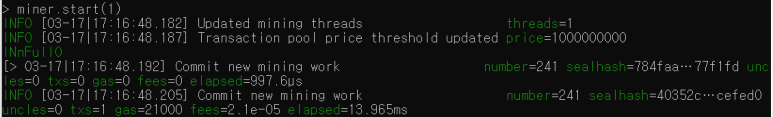 > miner.start(1)
INFO [03-17|17:16:48.182] Updated mining threads threads=1
INFO [03-17|17:16:48.187] Transaction pool price threshold updated price=1000000000
INnFullO
[> 03-17|17:16:48.192] Commit new mining work number=241 sealhash=784faa…77f1fd unc
les=0 txs=0 gas=0 fees=0 elapsed=997.6µs
INFO [03-17|17:16:48.205] Commit new mining work number=241 sealhash=40352c…cefed0
uncles=0 txs=1 gas=21000 fees=2.1e-05 elapsed=13.965ms